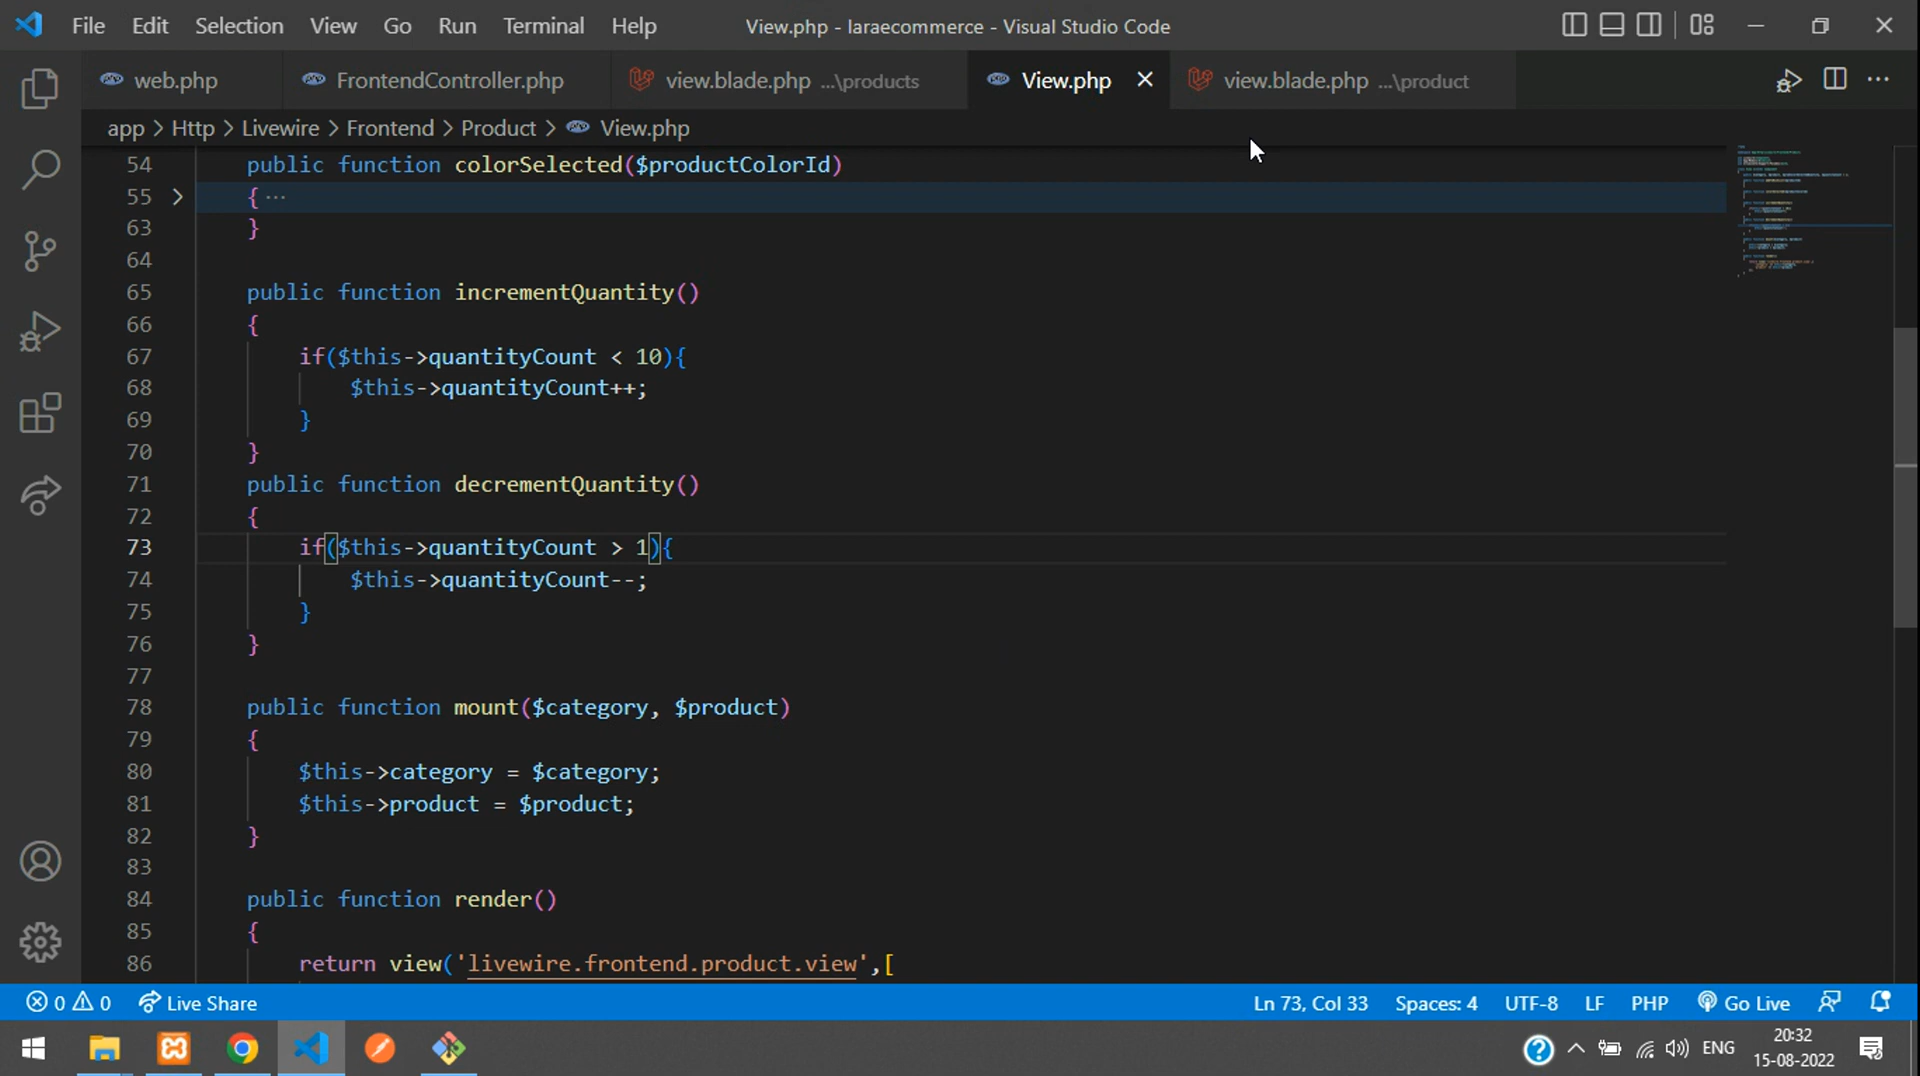 File Edit Selection View Go Run Terminal Help View.php - laraecommerce - Visual Studio Code
web.php FrontendController.php view.blade.php ...\products View.php view.blade.php ...\product
app > Http > Livewire > Frontend > Product > View.php
54 public function colorSelected($productColorId)
55 { ...
63 }
64
65 public function incrementQuantity()
66 {
67 if($this->quantityCount < 10){
68 $this->quantityCount++;
69 }
70 }
71 public function decrementQuantity()
72 {
73 if($this->quantityCount > 1){
74 $this->quantityCount--;
75 }
76 }
77
78 public function mount($category, $product)
79 {
80 $this->category = $category;
81 $this->product = $product;
82 }
83
84 public function render()
85 {
86 return view('livewire.frontend.product.view',[
0 0 Live Share Ln 73, Col 33 Spaces: 4 UTF-8 LF PHP Go Live
ENG 20:32
15-08-2022